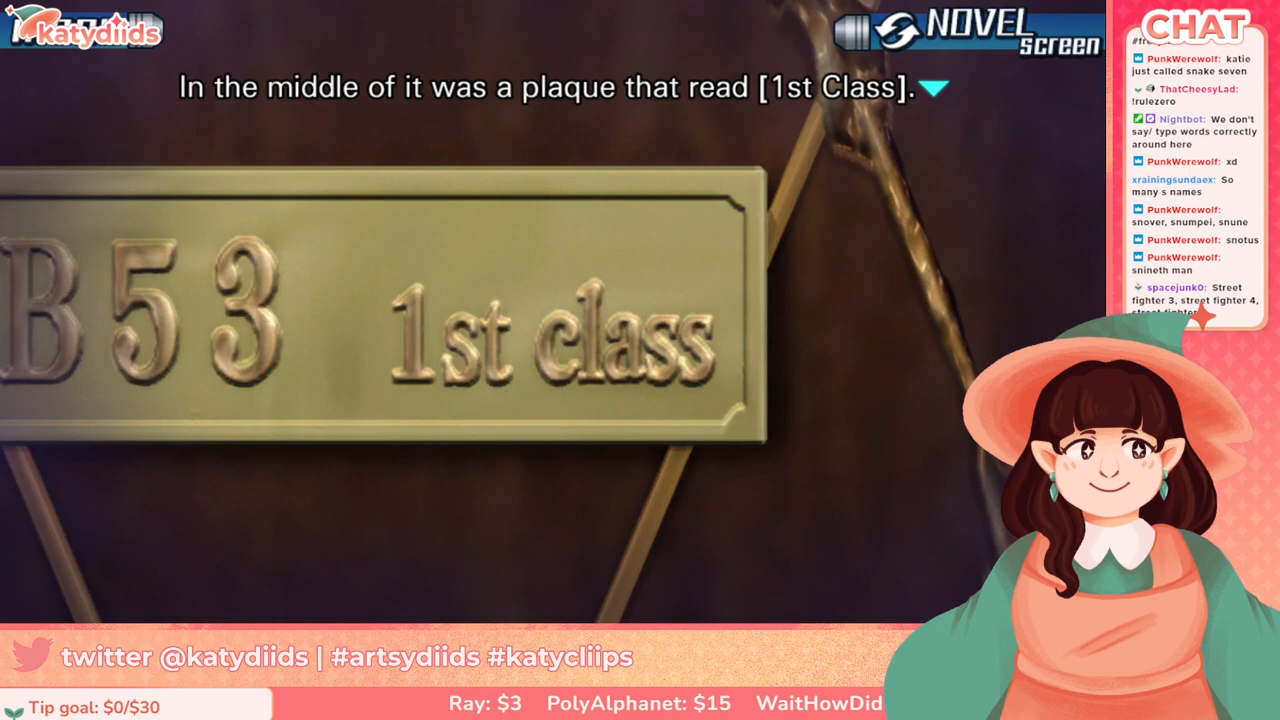 katydiids
NOVEL
Screen
CHAT
In the middle of it was a plaque that read [1st Class].
B53 1st class
PunkWerewolf: katie
just called snake seven
ThatCheesyLad:
!rulezero
Nightbot: We don't
say/ type words correctly
around here
PunkWerewolf: xd
xrainingsundaex: So
many s names
PunkWerewolf:
snover, snumpei, snune
PunkWerewolf: snotus
PunkWerewolf:
snineth man
spacejunk0: Street
fighter 3, street fighter 4,
street fighter
twitter @katydiids | #artsydiids #katycliips
Tip goal: $0/$30
Ray: $3 PolyAlphanet: $15 WaitHowDid